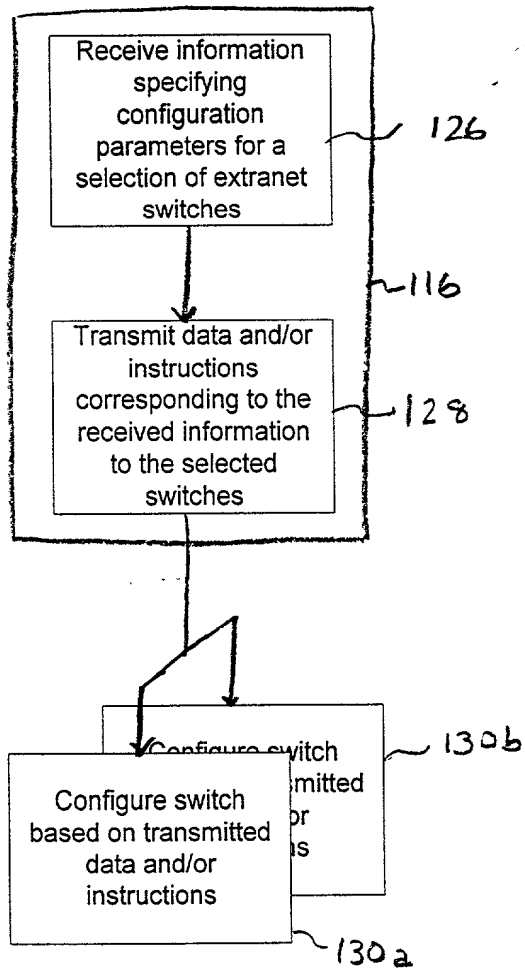 Receive information
specifying
configuration
parameters for a
selection of extranet
switches
126
116
Transmit data and/or
instructions
corresponding to the
received information
to the selected
switches
128
Configure switch
130b
Configure switch
based on transmitted
data and/or
instructions
130a